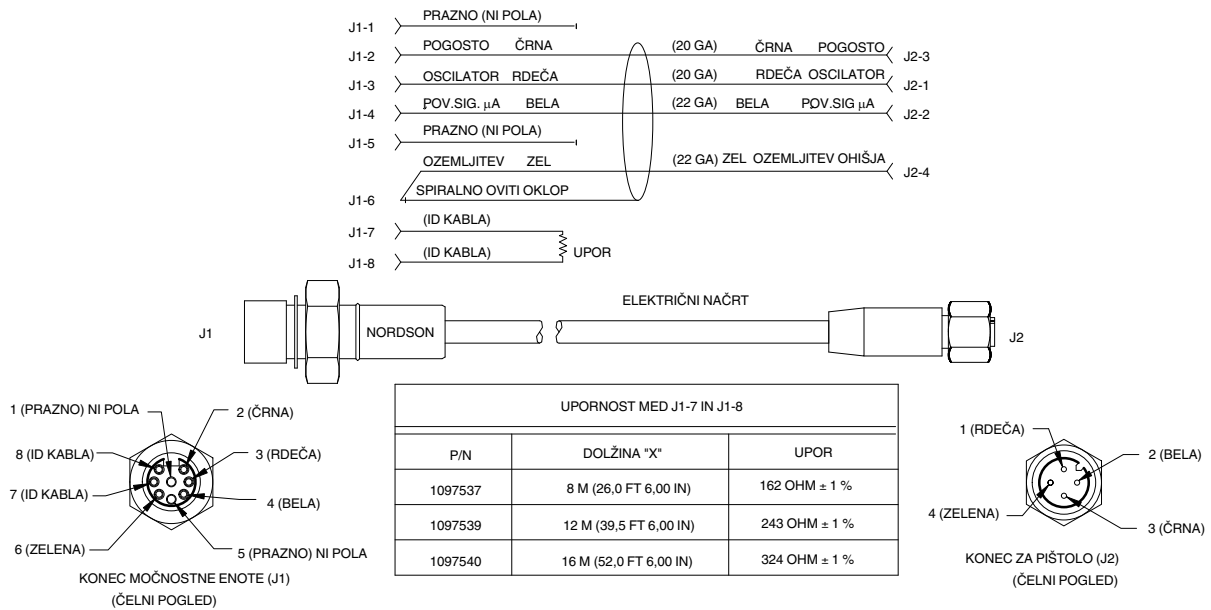 J1-1 PRAZNO (NI POLA)
J1-2 POGOSTO ČRNA (20 GA) ČRNA POGOSTO J2-3
J1-3 OSCILATOR RDEČA (20 GA) RDEČA OSCILATOR J2-1
J1-4 POV.SIG. µA BELA (22 GA) BELA POV.SIG µA J2-2
J1-5 PRAZNO (NI POLA)
OZEMLJITEV ZEL (22 GA) ZEL OZEMLJITEV OHIŠJA J2-4
J1-6 SPIRALNO OVITI OKLOP
J1-7 (ID KABLA)
UPOR
J1-8 (ID KABLA)
ELEKTRIČNI NAČRT
J1 NORDSON J2
1 (PRAZNO) NI POLA
2 (ČRNA)
8 (ID KABLA)
3 (RDEČA)
7 (ID KABLA)
4 (BELA)
6 (ZELENA)
5 (PRAZNO) NI POLA
KONEC MOČNOSTNE ENOTE (J1)
(ČELNI POGLED)
UPORNOST MED J1-7 IN J1-8
P/N DOLŽINA "X" UPOR
1097537 8 M (26,0 FT 6,00 IN) 162 OHM ± 1 %
1097539 12 M (39,5 FT 6,00 IN) 243 OHM ± 1 %
1097540 16 M (52,0 FT 6,00 IN) 324 OHM ± 1 %
1 (RDEČA)
2 (BELA)
4 (ZELENA)
3 (ČRNA)
KONEC ZA PIŠTOLO (J2)
(ČELNI POGLED)